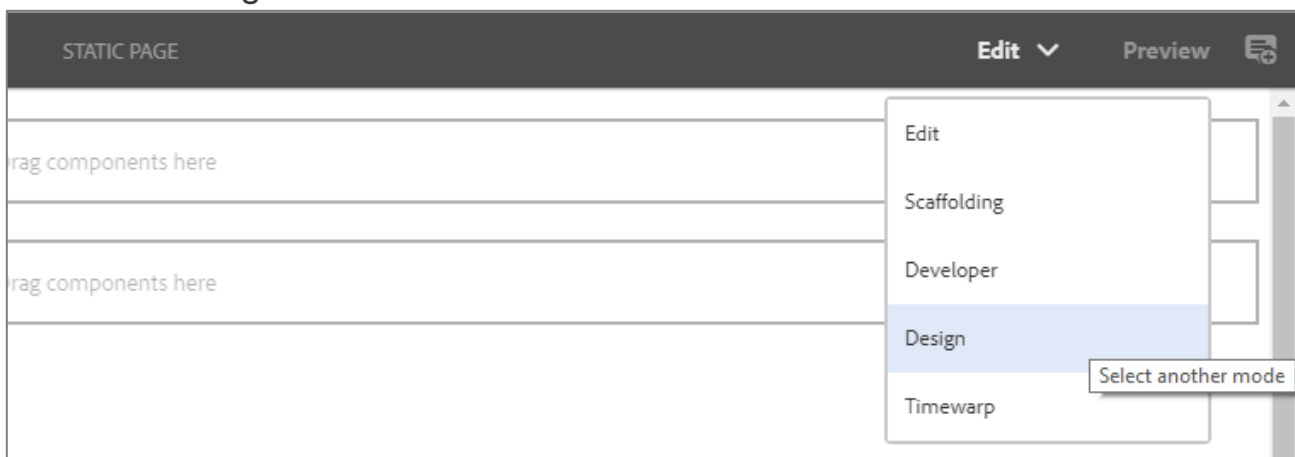 STATIC PAGE Edit Preview
Edit
rag components here
Scaffolding
Developer
rag components here
Design
Select another mode
Timewarp